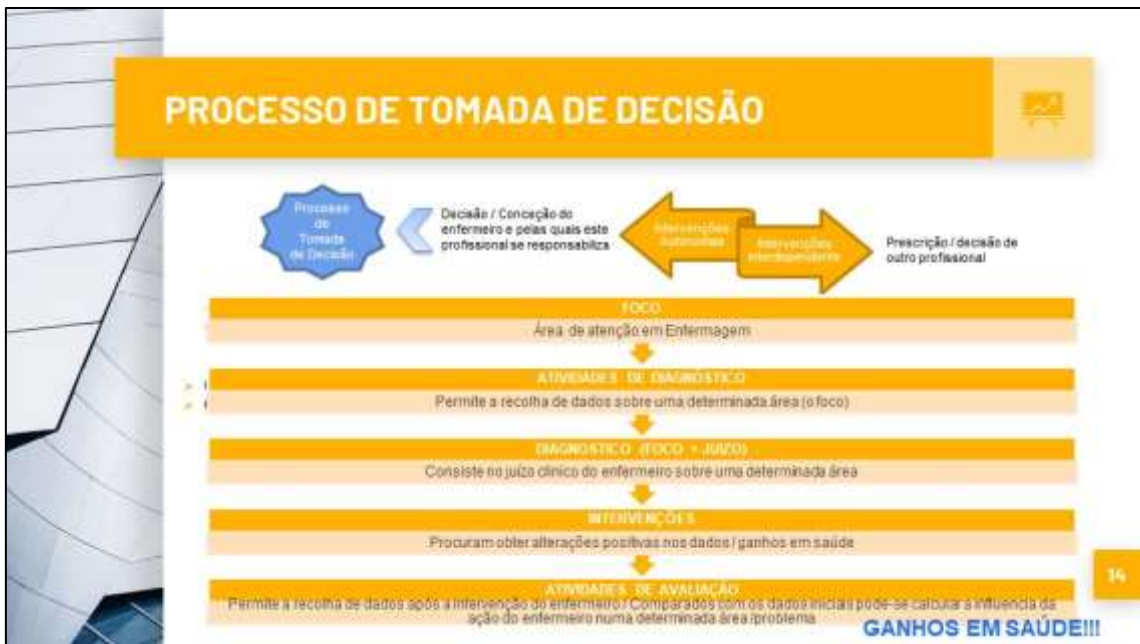 PROCESSO DE TOMADA DE DECISÃO
Processo
de
Tomada
de Decisão
Decisão / Conceção do
enfermeiro e pelas quais este
profissional se responsabiliza
Intervenções
autónomas
Intervenções
interdependente
Prescrição / decisão de
outro profissional
FOCO
Área de atenção em Enfermagem
ATIVIDADES DE DIAGNÓSTICO
Permite a recolha de dados sobre uma determinada área (o foco)
DIAGNOSTICO (FOCO + JUÍZO)
Consiste no juízo clínico do enfermeiro sobre uma determinada área
INTERVENÇÕES
Procuram obter alterações positivas nos dados / ganhos em saúde
14
ATIVIDADES DE AVALIAÇÃO
Permite a recolha de dados após a intervenção do enfermeiro / Comparados com os dados iniciais pode-se calcular a influencia da
ação do enfermeiro numa determinada área /problema
GANHOS EM SAÚDE!!!